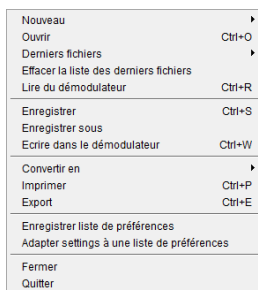 Nouveau
Ouvrir Ctrl+O
Derniers fichiers
Effacer la liste des derniers fichiers
Lire du démodulateur Ctrl+R
Enregistrer Ctrl+S
Enregistrer sous
Ecrire dans le démodulateur Ctrl+W
Convertir en
Imprimer Ctrl+P
Export Ctrl+E
Enregistrer liste de préférences
Adapter settings à une liste de préférences
Fermer
Quitter